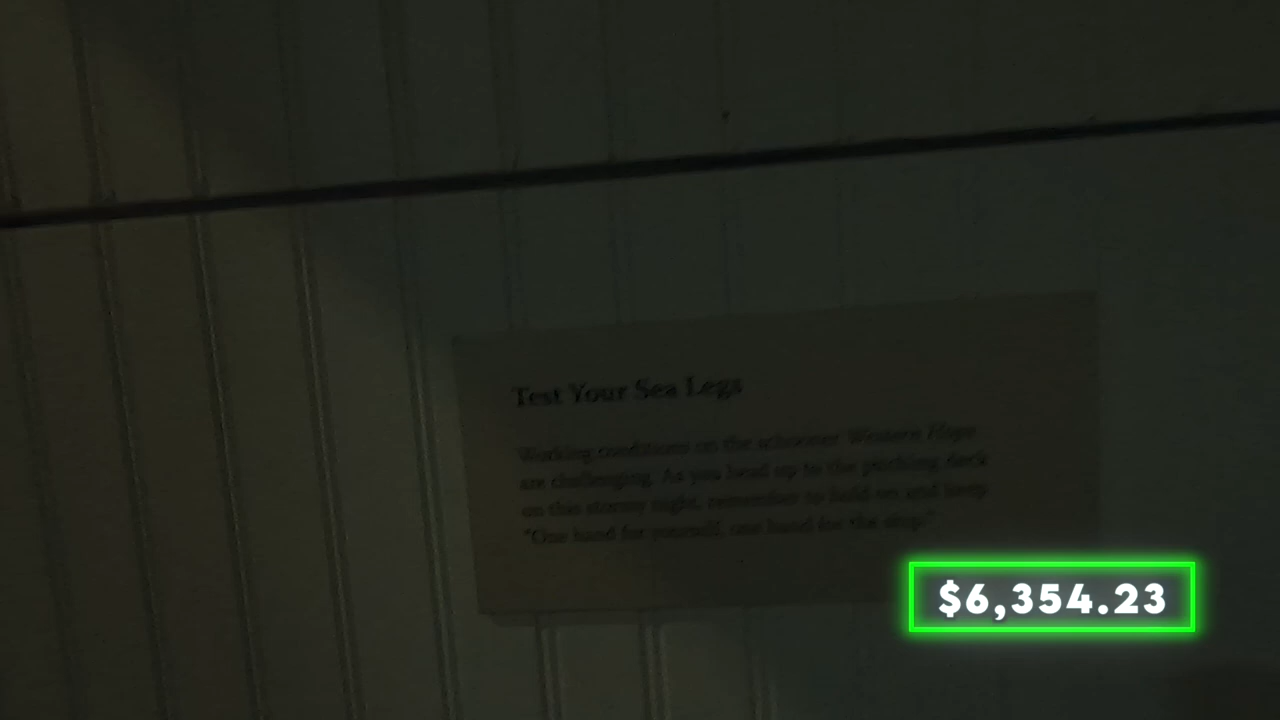 Test Your Sea Legs
Working conditions on the schooner Western Hope
are challenging. As you head up to the pitching deck
on this stormy night, remember to hold on and keep
"One hand for yourself, one hand for the ship."
$6,354.23